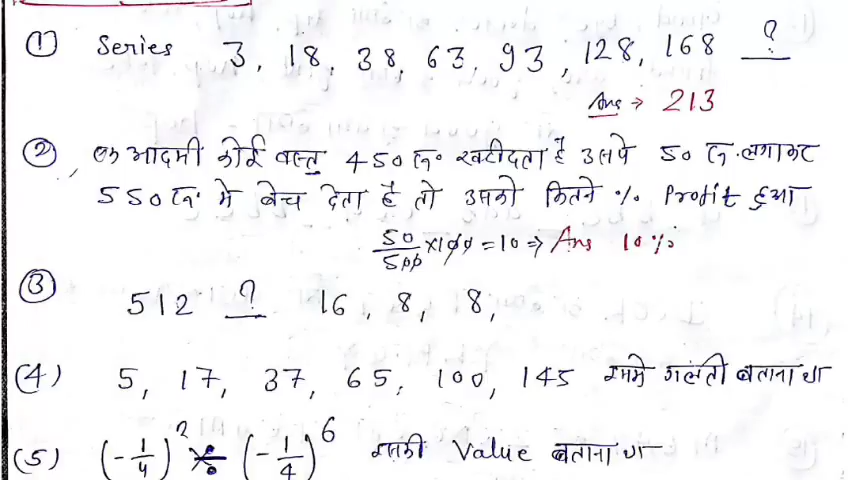 (1) Series 3, 18, 38, 63, 93, 128, 168 ?
Ans → 213
(2) एक आदमी कोई वस्तु 450 रु० खरीदता है उसपे 50 रु. लगाकर
550 रु० मे बेच देता है तो उसको कितने % Profit हुआ
50/500 ×100 = 10 ⇒ Ans 10%
(3)
512 ? 16, 8, 8,
(4) 5, 17, 37, 65, 100, 145 इसमे गलती बताना था
(5) (-1/4)² ÷ (-1/4)⁶ इसकी Value बताना था